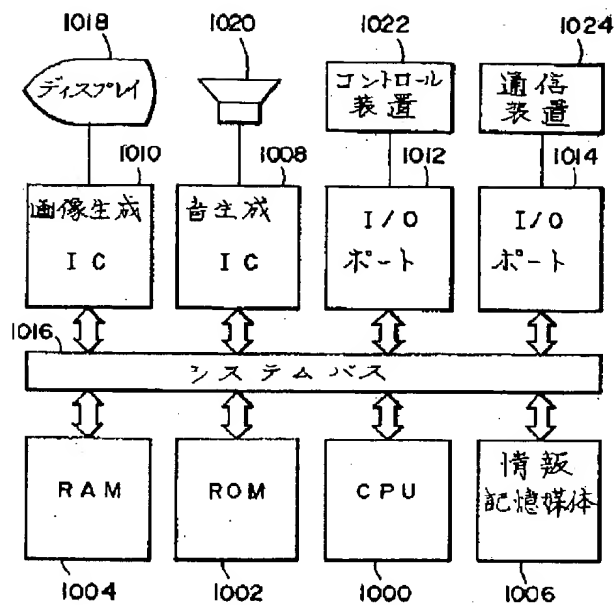 1018 1020 1022 1024
ディスプレイ
コントロール
装置
通信
装置
1010 1008 1012 1014
画像生成
IC
音生成
IC
I/O
ポート
I/O
ポート
1016
システムバス
RAM
ROM
CPU
情報
記憶媒体
1004 1002 1000 1006